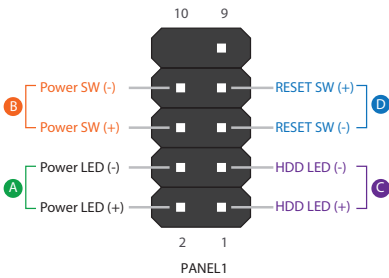 10 9
Power SW (-) RESET SW (+)
B D
Power SW (+) RESET SW (-)
Power LED (-) HDD LED (-)
A C
Power LED (+) HDD LED (+)
2 1
PANEL1